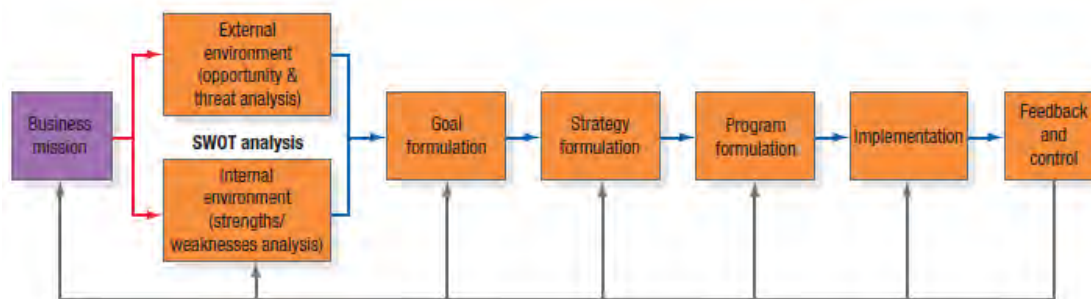 Business
mission
External
environment
(opportunity &
threat analysis)
SWOT analysis
Internal
environment
(strengths/
weaknesses analysis)
Goal
formulation
Strategy
formulation
Program
formulation
Implementation
Feedback
and
control